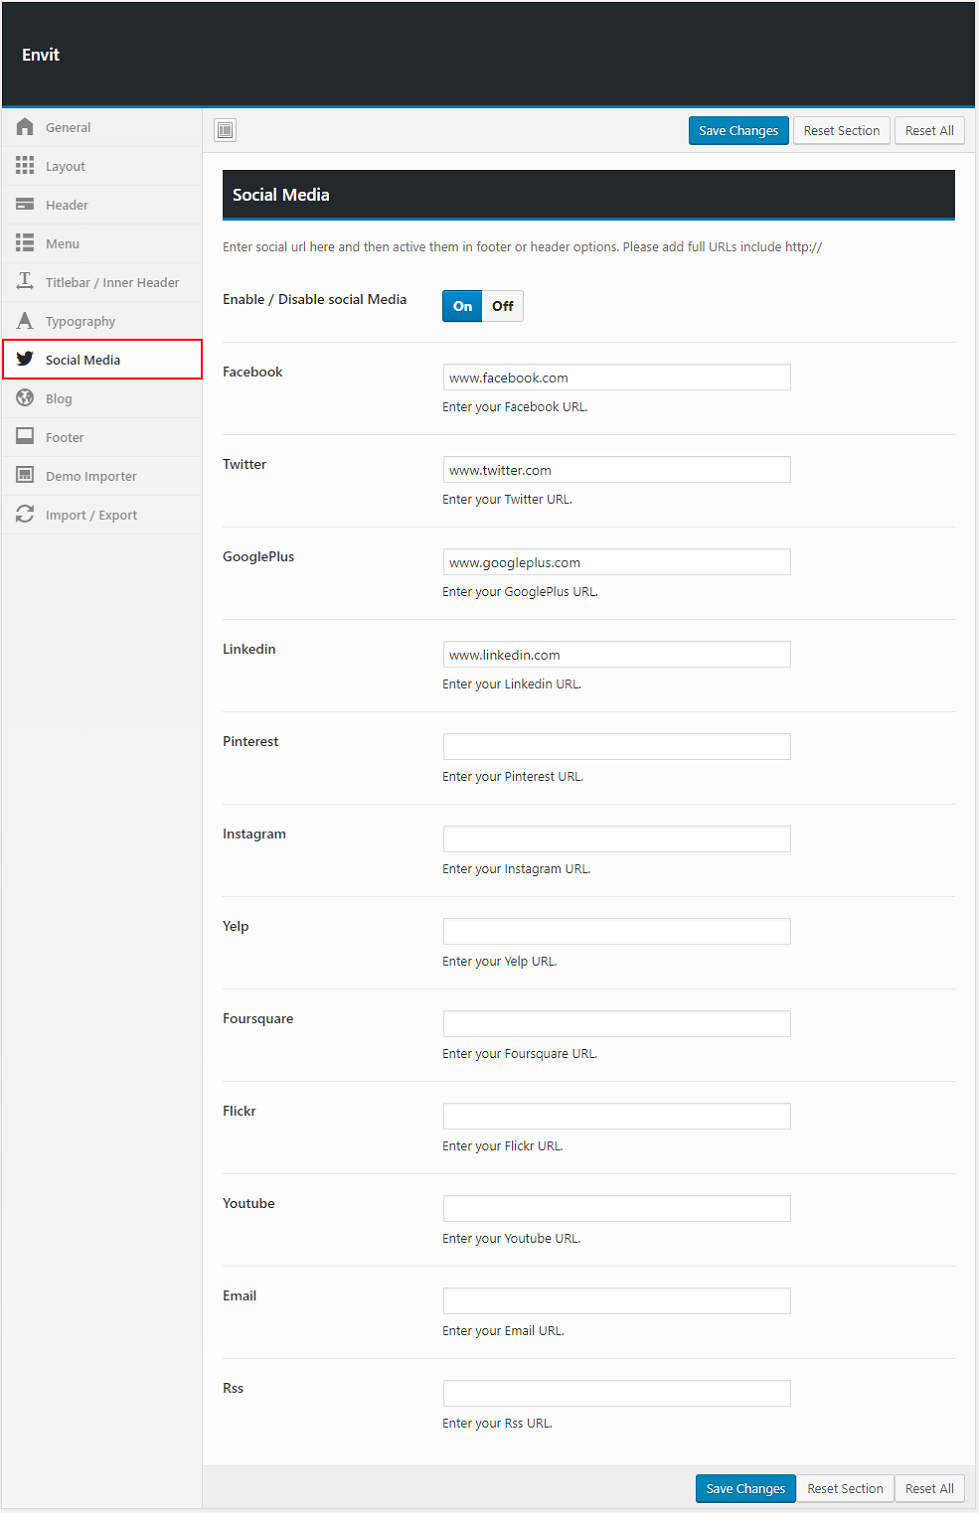 Envit
General
Layout
Header
Menu
Titlebar / Inner Header
Typography
Social Media
Blog
Footer
Demo Importer
Import / Export
Save Changes Reset Section Reset All
Social Media
Enter social url here and then active them in footer or header options. Please add full URLs include http://
Enable / Disable social Media On Off
Facebook www.facebook.com
Enter your Facebook URL.
Twitter www.twitter.com
Enter your Twitter URL.
GooglePlus www.googleplus.com
Enter your GooglePlus URL.
Linkedin www.linkedin.com
Enter your Linkedin URL.
Pinterest
Enter your Pinterest URL.
Instagram
Enter your Instagram URL.
Yelp
Enter your Yelp URL.
Foursquare
Enter your Foursquare URL.
Flickr
Enter your Flickr URL.
Youtube
Enter your Youtube URL.
Email
Enter your Email URL.
Rss
Enter your Rss URL.
Save Changes Reset Section Reset All